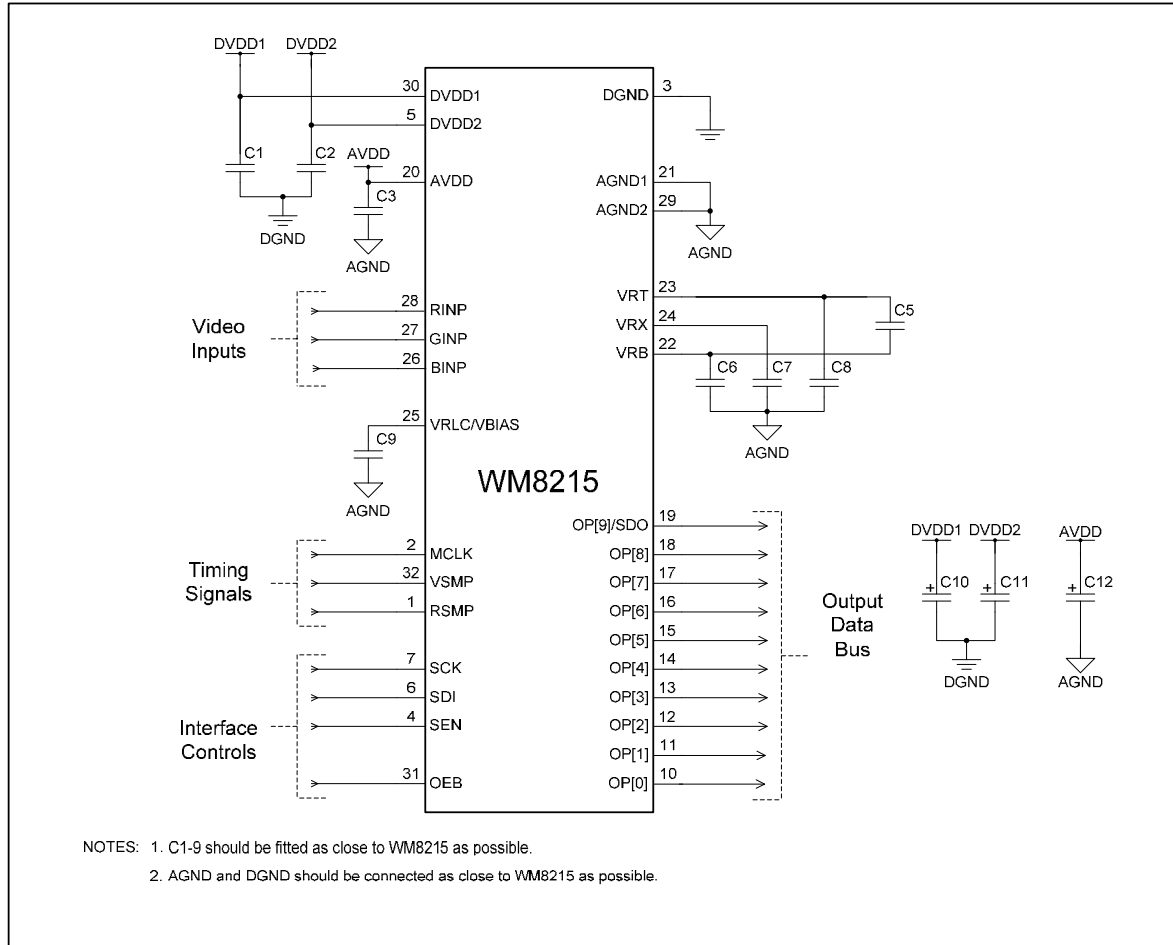 DVDD1 DVDD2
30 DVDD1
5 DVDD2
C1 C2
AVDD
20 AVDD
C3
DGND
AGND
DGND 3
AGND1 21
AGND2 29
AGND
Video
Inputs
28 RINP
27 GINP
26 BINP
VRT 23
VRX 24
VRB 22
C5
C6 C7 C8
AGND
25 VRLC/VBIAS
C9
AGND
WM8215
Timing
Signals
2 MCLK
32 VSMP
1 RSMP
Interface
Controls
7 SCK
6 SDI
4 SEN
31 OEB
OP[9]/SDO 19
OP[8] 18
OP[7] 17
OP[6] 16
OP[5] 15
OP[4] 14
OP[3] 13
OP[2] 12
OP[1] 11
OP[0] 10
Output
Data
Bus
DVDD1 DVDD2 AVDD
+ C10 + C11 + C12
DGND AGND
NOTES: 1. C1-9 should be fitted as close to WM8215 as possible.
2. AGND and DGND should be connected as close to WM8215 as possible.